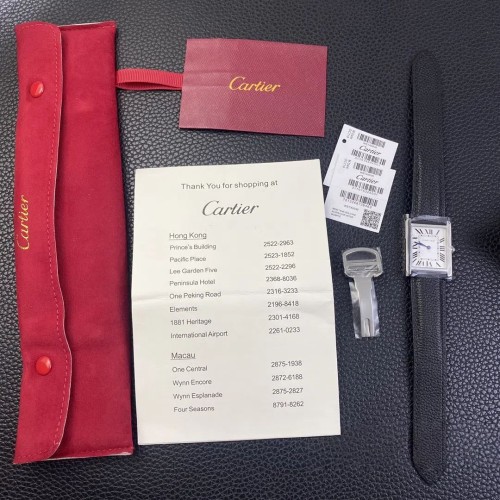 Cartier
Cartier
Thank You for shopping at
Cartier
Hong Kong
Prince's Building 2522-2963
Pacific Place 2523-1852
Lee Garden Five 2522-2296
Peninsula Hotel 2368-8036
One Peking Road 2316-3233
Elements 2196-8418
1881 Heritage 2301-4168
International Airport 2261-0233
Macau
One Central 2875-1938
Wynn Encore 2872-6188
Wynn Esplanade 2875-2827
Four Seasons 8791-8262
Cartier
Cartier